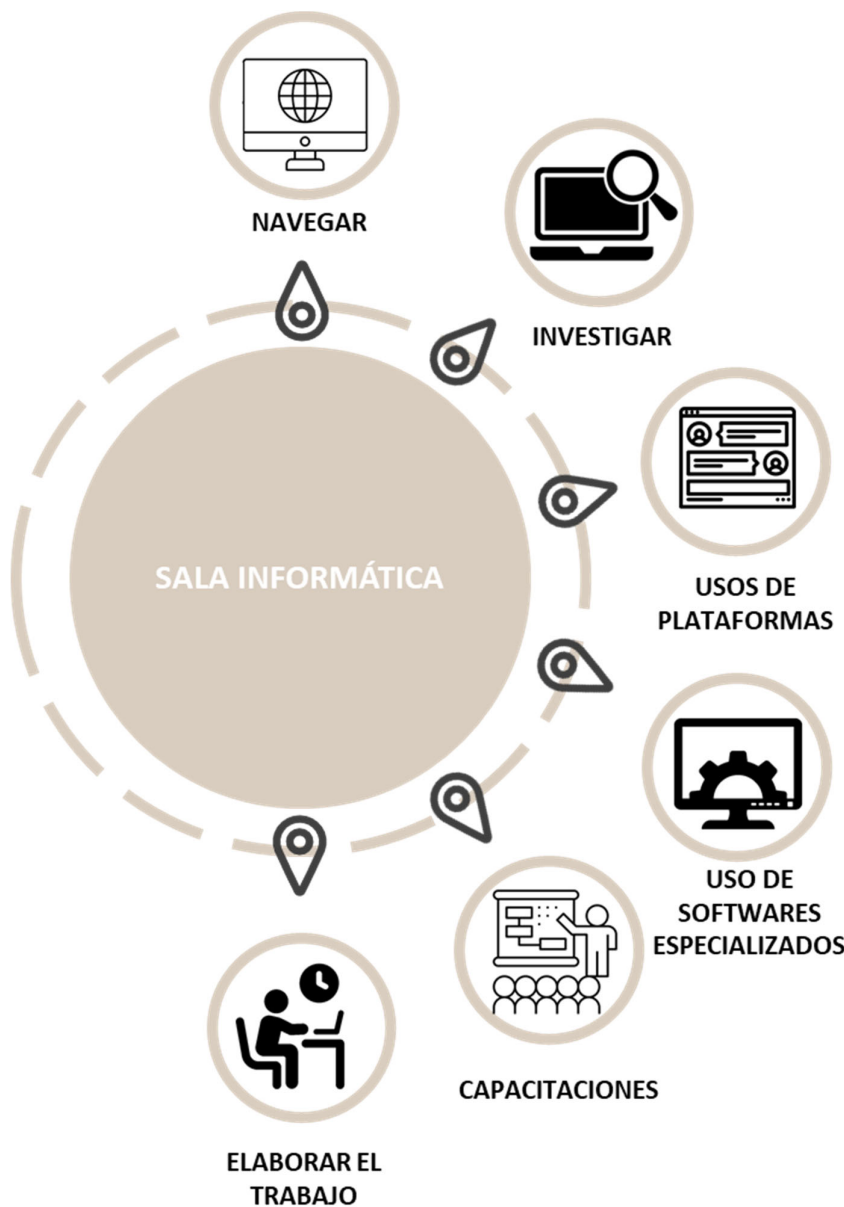 NAVEGAR
INVESTIGAR
USOS DE
PLATAFORMAS
SALA INFORMÁTICA
USO DE
SOFTWARES
ESPECIALIZADOS
CAPACITACIONES
ELABORAR EL
TRABAJO